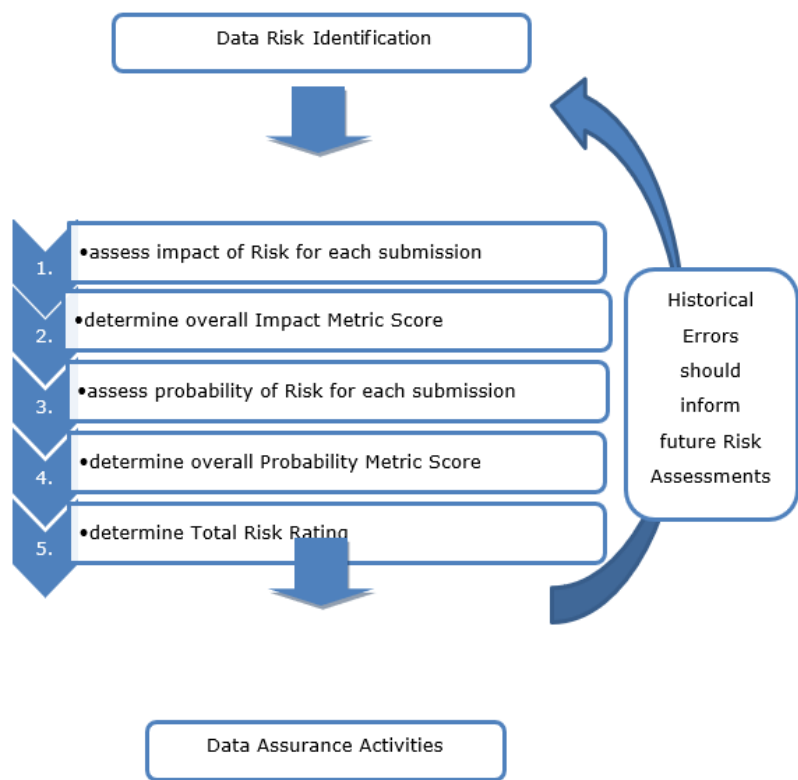 Data Risk Identification
1. •assess impact of Risk for each submission
2. •determine overall Impact Metric Score
3. •assess probability of Risk for each submission
4. •determine overall Probability Metric Score
5. •determine Total Risk Rating
Historical
Errors
should
inform
future Risk
Assessments
Data Assurance Activities